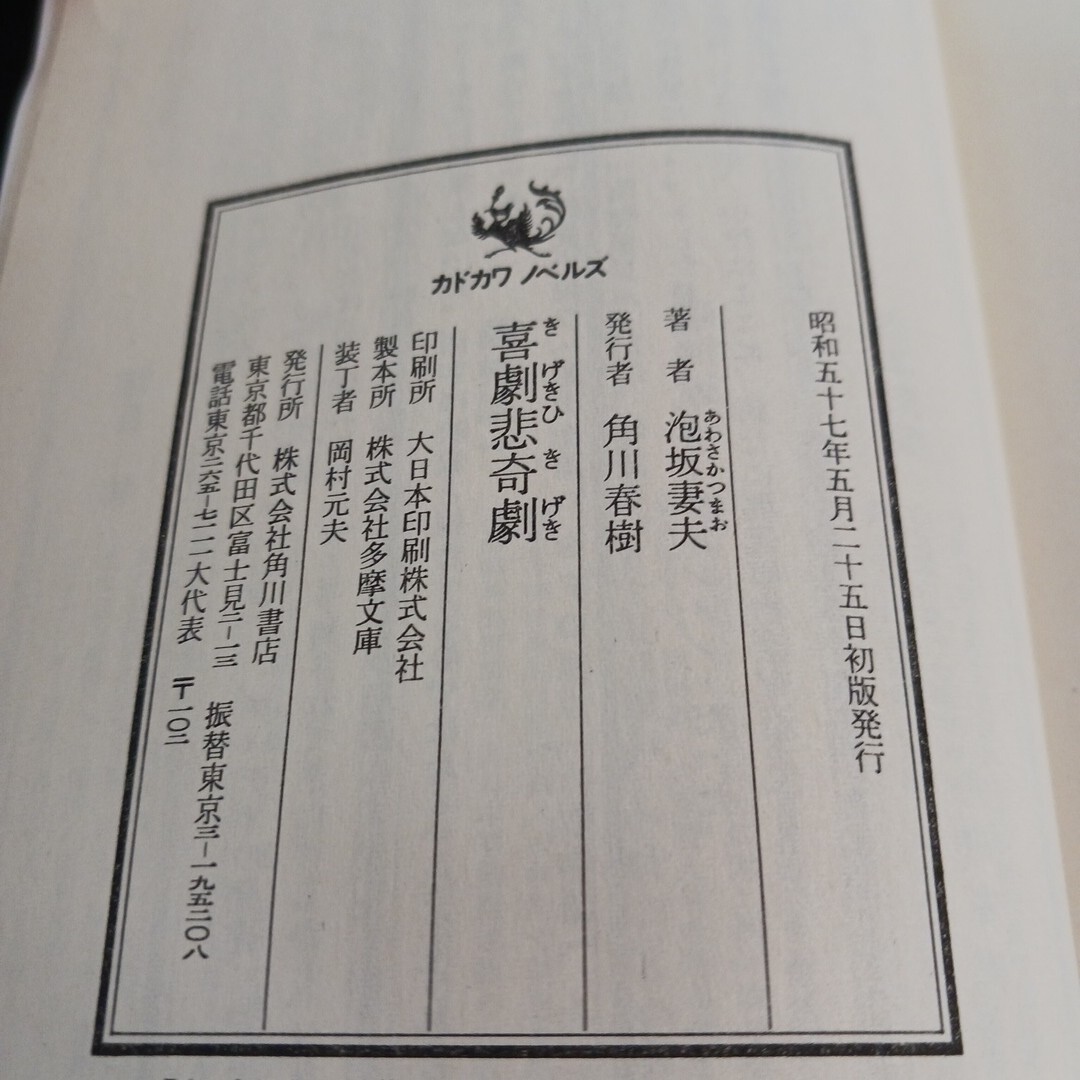 カドカワ ノベルズ
昭和五十七年五月二十五日初版発行
著者 泡坂妻夫
あわさかつまお
発行者 角川春樹
喜劇悲奇劇
きげきひきげき
印刷所 大日本印刷株式会社
製本所 株式会社多摩文庫
装丁者 岡村元夫
発行所 株式会社角川書店
東京都千代田区富士見二−一三
振替東京三−一九五二〇八
電話東京二六五−七一一一大代表
〒一〇二